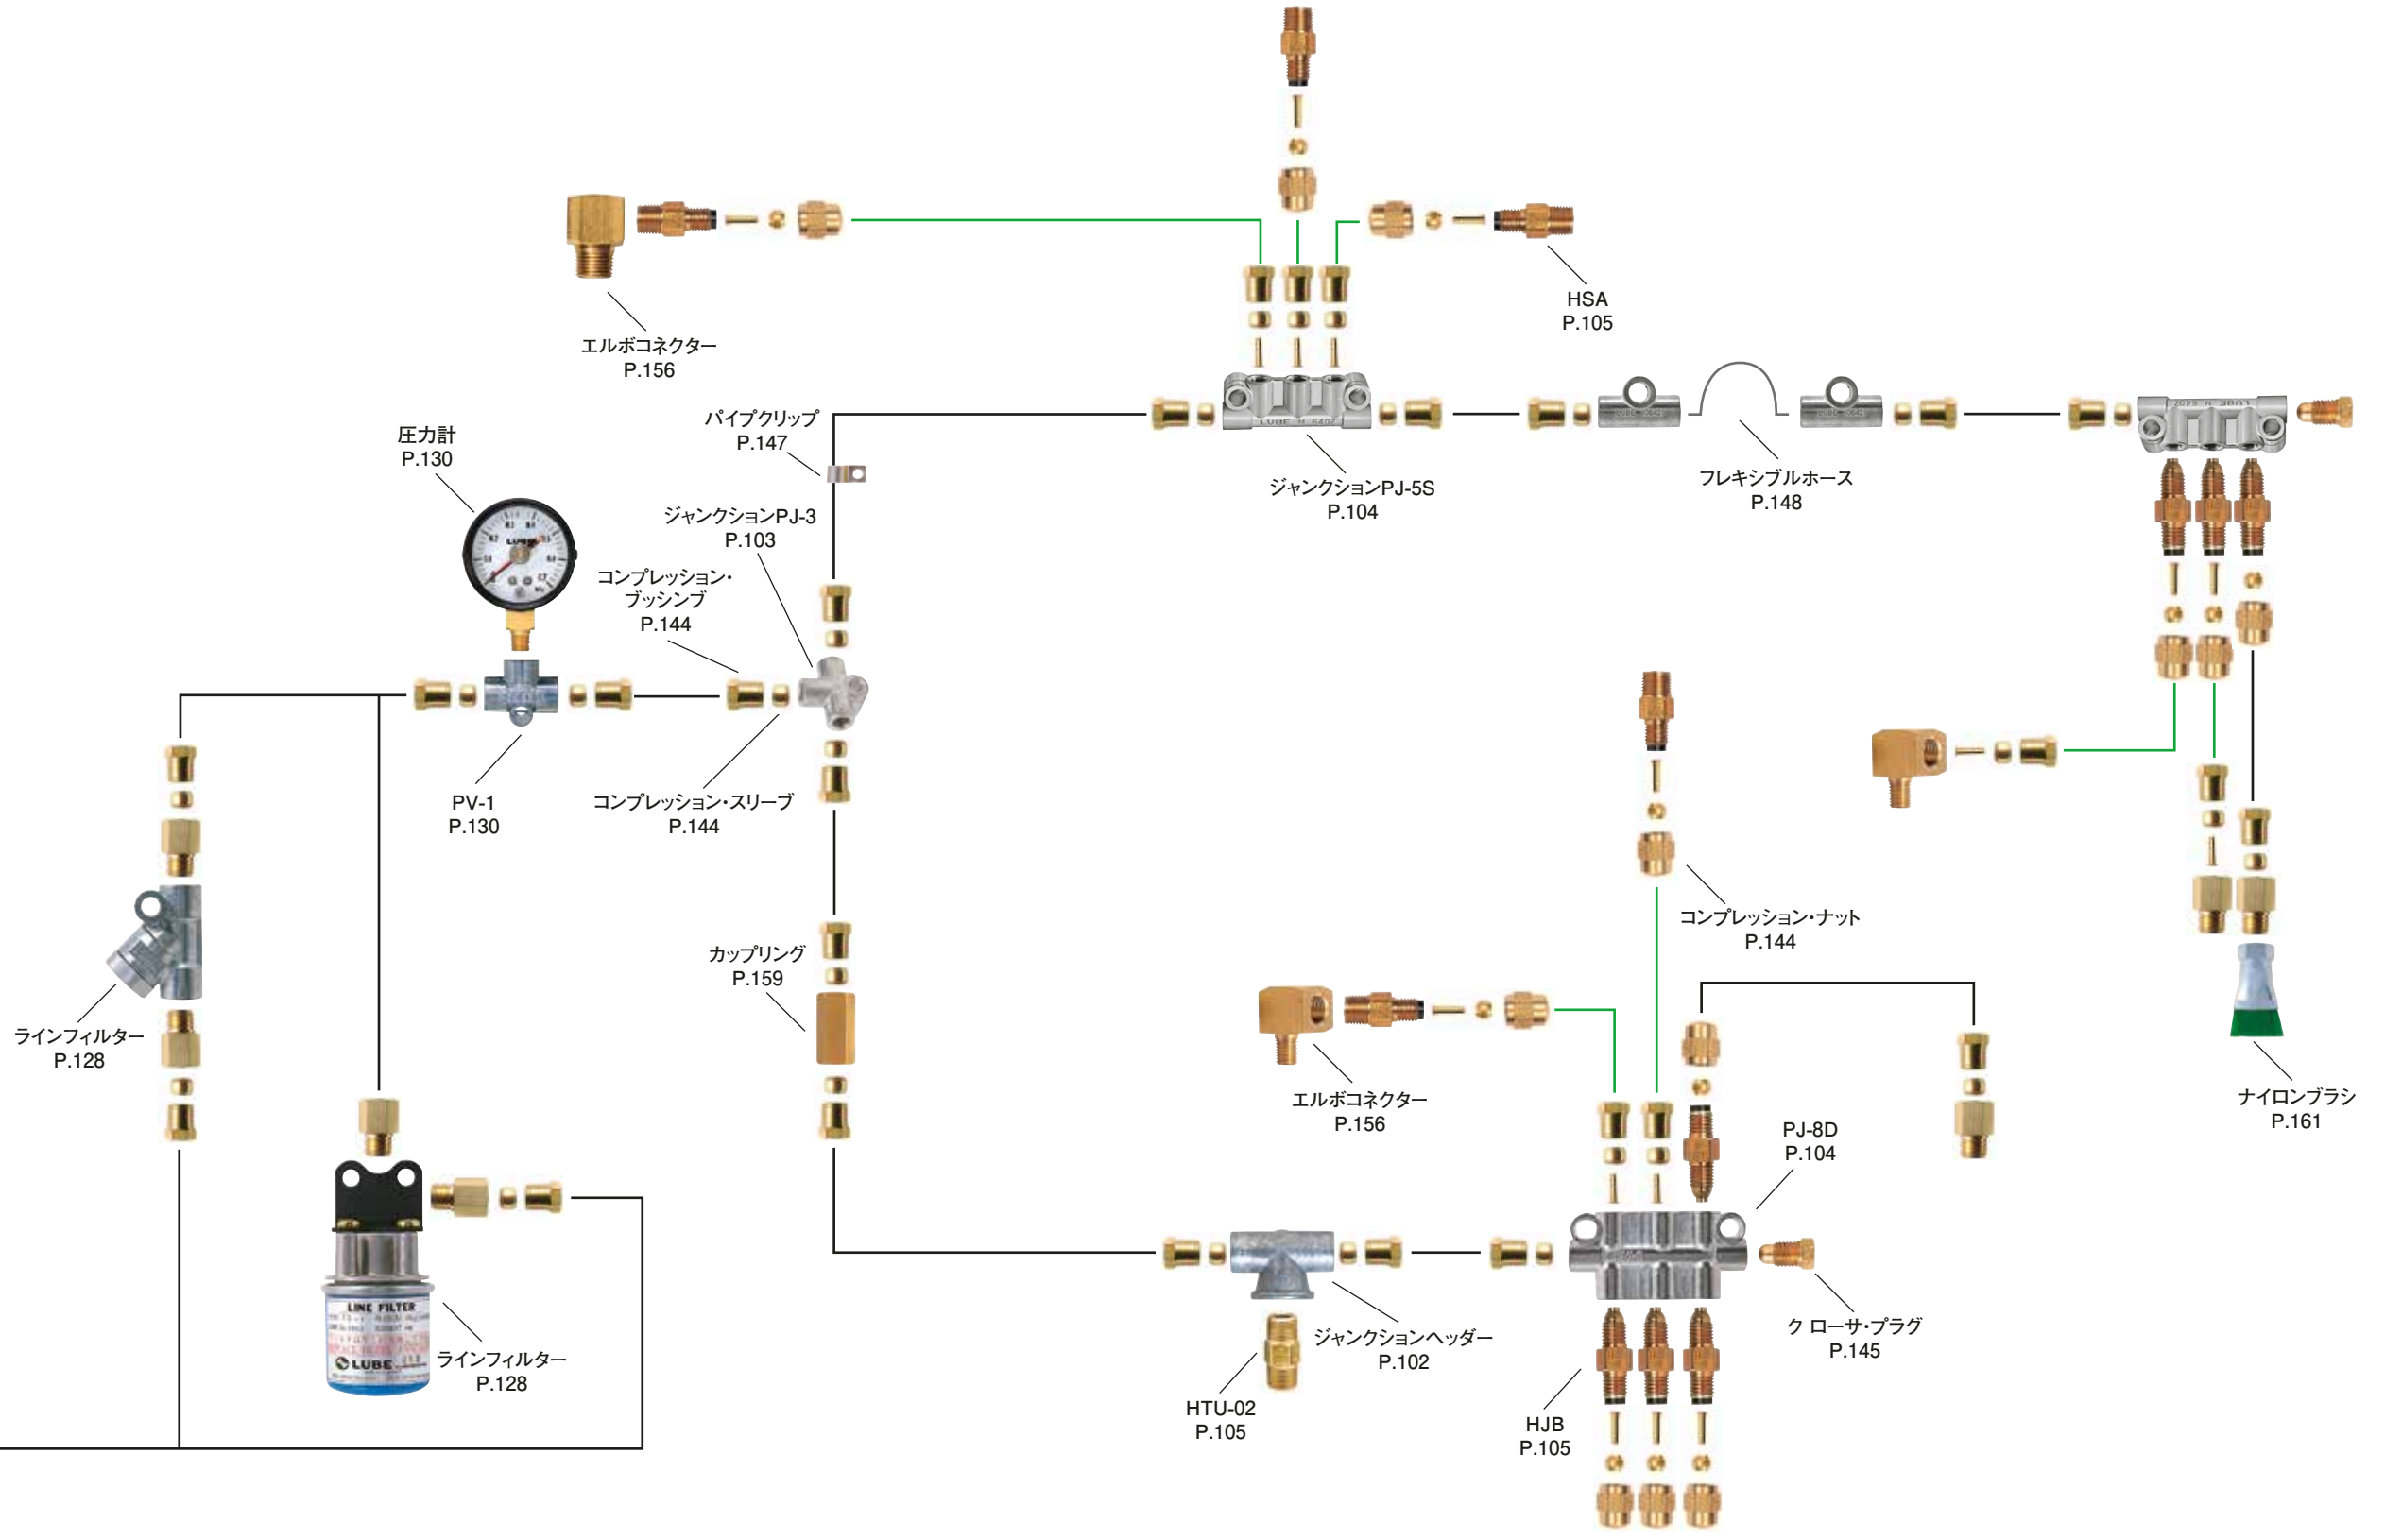 HSA
P.105
エルボコネクター
P.156
パイプクリップ
P.147
圧力計
P.130
ジャンクションPJ-5S
P.104
フレキシブルホース
P.148
ジャンクションPJ-3
P.103
コンプレッション・
ブッシンブ
P.144
PV-1
P.130
コンプレッション・スリーブ
P.144
コンプレッション・ナット
P.144
カップリング
P.159
ラインフィルター
P.128
エルボコネクター
P.156
ナイロンブラシ
P.161
PJ-8D
P.104
ジャンクションヘッダー
P.102
ク ローサ・プラグ
P.145
LINE FILTER
LUBE
ラインフィルター
P.128
HTU-02
P.105
HJB
P.105